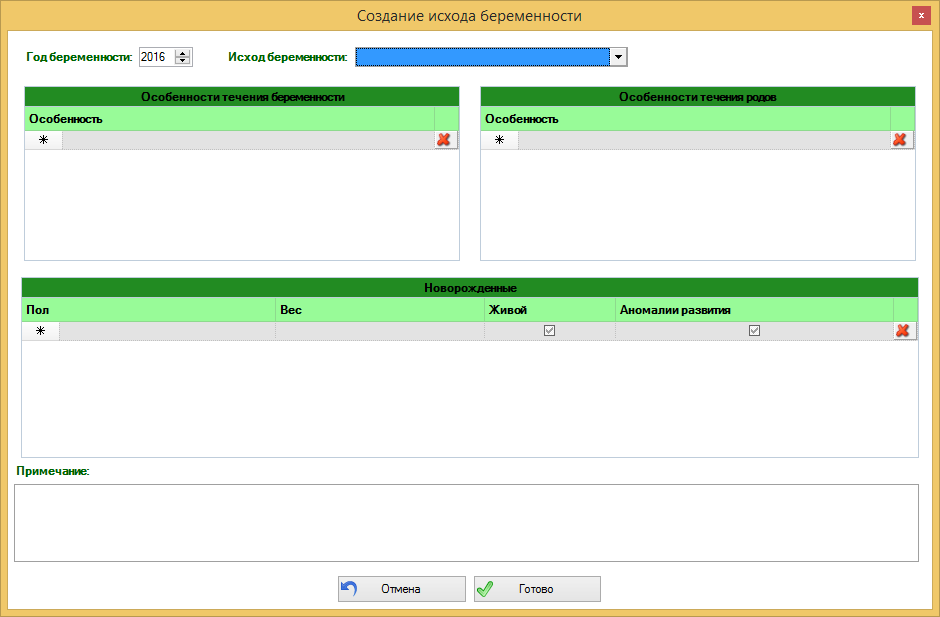 Создание исхода беременности
Год беременности: 2016 Исход беременности:
Особенности течения беременности
Особенность
Особенности течения родов
Особенность
Новорожденные
Пол Вес Живой Аномалии развития
Примечание:
Отмена Готово